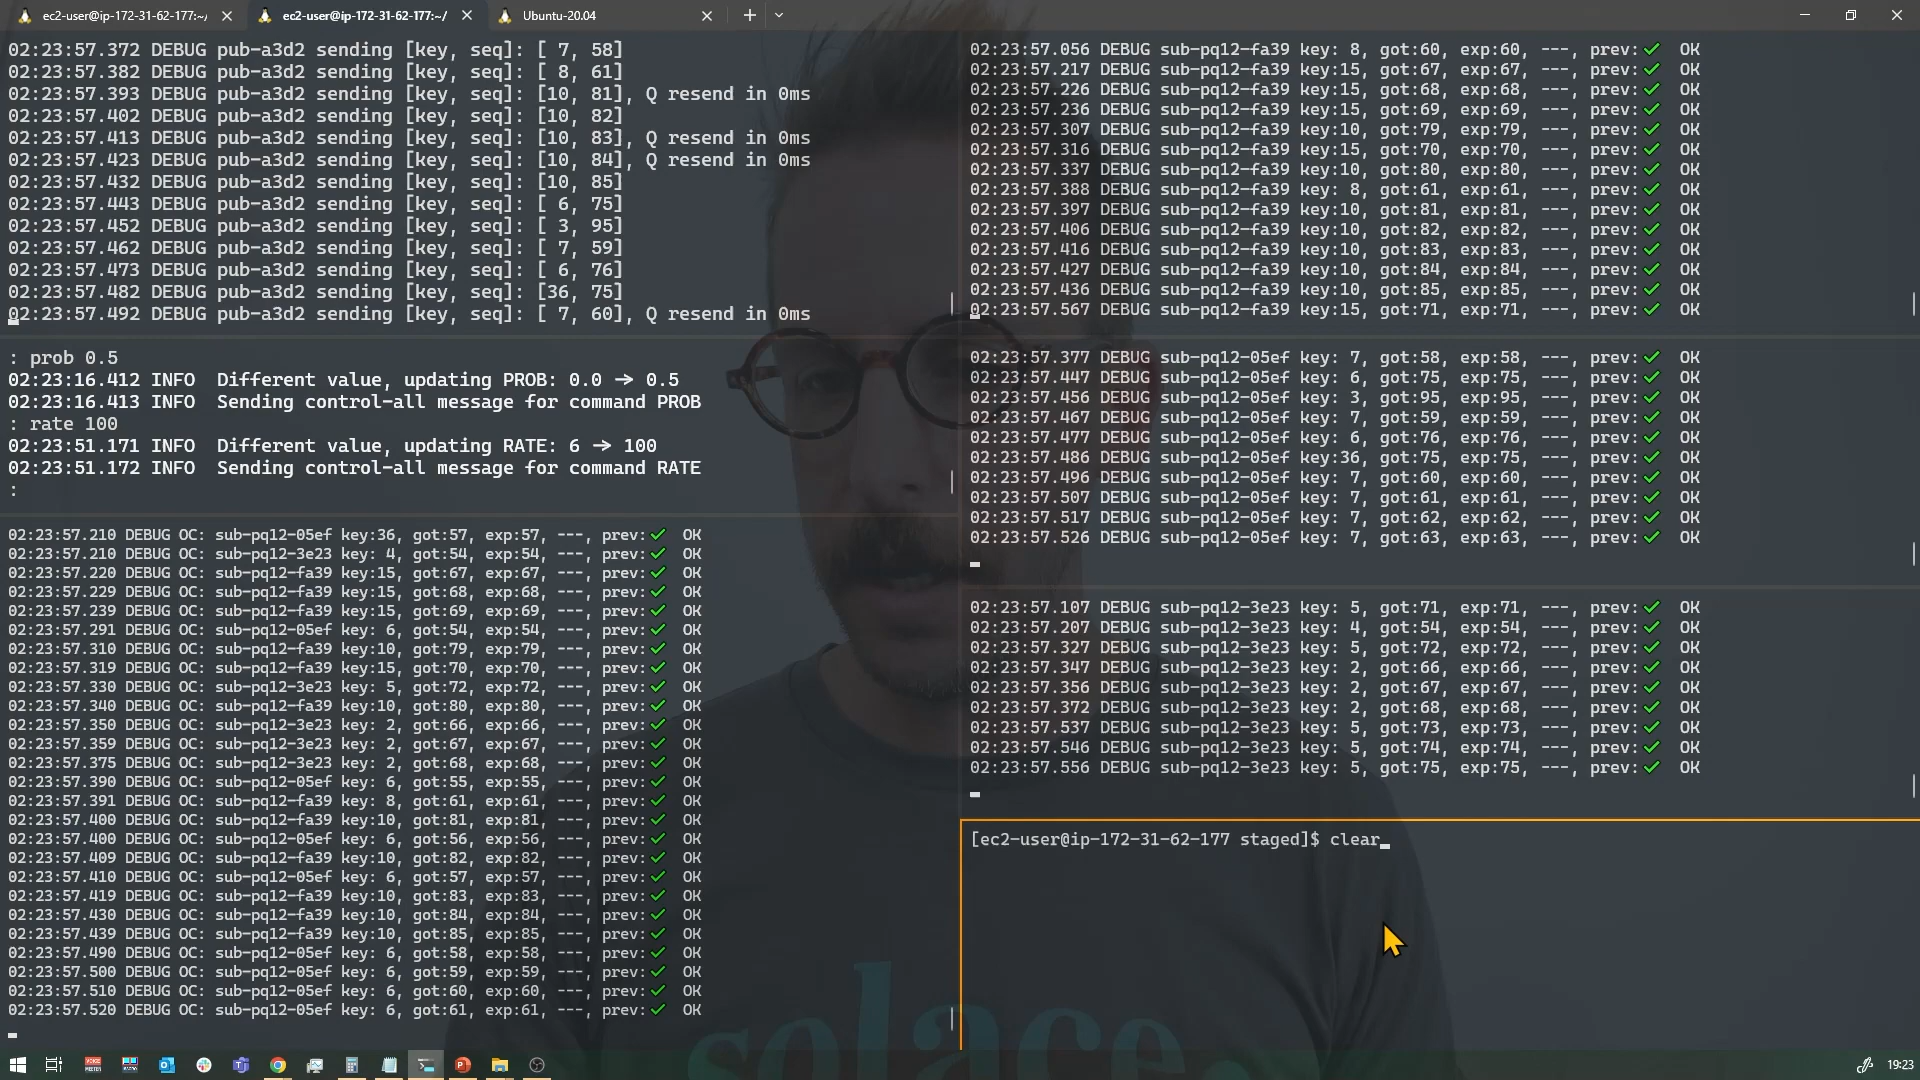 ec2-user@ip-172-31-62-177:~/
ec2-user@ip-172-31-62-177:~/
Ubuntu-20.04
02:23:57.372 DEBUG pub-a3d2 sending [key, seq]: [ 7, 58]
02:23:57.382 DEBUG pub-a3d2 sending [key, seq]: [ 8, 61]
02:23:57.393 DEBUG pub-a3d2 sending [key, seq]: [10, 81], Q resend in 0ms
02:23:57.402 DEBUG pub-a3d2 sending [key, seq]: [10, 82]
02:23:57.413 DEBUG pub-a3d2 sending [key, seq]: [10, 83], Q resend in 0ms
02:23:57.423 DEBUG pub-a3d2 sending [key, seq]: [10, 84], Q resend in 0ms
02:23:57.432 DEBUG pub-a3d2 sending [key, seq]: [10, 85]
02:23:57.443 DEBUG pub-a3d2 sending [key, seq]: [ 6, 75]
02:23:57.452 DEBUG pub-a3d2 sending [key, seq]: [ 3, 95]
02:23:57.462 DEBUG pub-a3d2 sending [key, seq]: [ 7, 59]
02:23:57.473 DEBUG pub-a3d2 sending [key, seq]: [ 6, 76]
02:23:57.482 DEBUG pub-a3d2 sending [key, seq]: [36, 75]
02:23:57.492 DEBUG pub-a3d2 sending [key, seq]: [ 7, 60], Q resend in 0ms
: prob 0.5
02:23:16.412 INFO  Different value, updating PROB: 0.0 → 0.5
02:23:16.413 INFO  Sending control-all message for command PROB
: rate 100
02:23:51.171 INFO  Different value, updating RATE: 6 → 100
02:23:51.172 INFO  Sending control-all message for command RATE
:
02:23:57.210 DEBUG OC: sub-pq12-05ef key:36, got:57, exp:57, ---, prev:✔  OK
02:23:57.210 DEBUG OC: sub-pq12-3e23 key: 4, got:54, exp:54, ---, prev:✔  OK
02:23:57.220 DEBUG OC: sub-pq12-fa39 key:15, got:67, exp:67, ---, prev:✔  OK
02:23:57.229 DEBUG OC: sub-pq12-fa39 key:15, got:68, exp:68, ---, prev:✔  OK
02:23:57.239 DEBUG OC: sub-pq12-fa39 key:15, got:69, exp:69, ---, prev:✔  OK
02:23:57.291 DEBUG OC: sub-pq12-05ef key: 6, got:54, exp:54, ---, prev:✔  OK
02:23:57.310 DEBUG OC: sub-pq12-fa39 key:10, got:79, exp:79, ---, prev:✔  OK
02:23:57.319 DEBUG OC: sub-pq12-fa39 key:15, got:70, exp:70, ---, prev:✔  OK
02:23:57.330 DEBUG OC: sub-pq12-3e23 key: 5, got:72, exp:72, ---, prev:✔  OK
02:23:57.340 DEBUG OC: sub-pq12-fa39 key:10, got:80, exp:80, ---, prev:✔  OK
02:23:57.350 DEBUG OC: sub-pq12-3e23 key: 2, got:66, exp:66, ---, prev:✔  OK
02:23:57.359 DEBUG OC: sub-pq12-3e23 key: 2, got:67, exp:67, ---, prev:✔  OK
02:23:57.375 DEBUG OC: sub-pq12-3e23 key: 2, got:68, exp:68, ---, prev:✔  OK
02:23:57.390 DEBUG OC: sub-pq12-05ef key: 6, got:55, exp:55, ---, prev:✔  OK
02:23:57.391 DEBUG OC: sub-pq12-fa39 key: 8, got:61, exp:61, ---, prev:✔  OK
02:23:57.400 DEBUG OC: sub-pq12-fa39 key:10, got:81, exp:81, ---, prev:✔  OK
02:23:57.400 DEBUG OC: sub-pq12-05ef key: 6, got:56, exp:56, ---, prev:✔  OK
02:23:57.409 DEBUG OC: sub-pq12-fa39 key:10, got:82, exp:82, ---, prev:✔  OK
02:23:57.410 DEBUG OC: sub-pq12-05ef key: 6, got:57, exp:57, ---, prev:✔  OK
02:23:57.419 DEBUG OC: sub-pq12-fa39 key:10, got:83, exp:83, ---, prev:✔  OK
02:23:57.430 DEBUG OC: sub-pq12-fa39 key:10, got:84, exp:84, ---, prev:✔  OK
02:23:57.439 DEBUG OC: sub-pq12-fa39 key:10, got:85, exp:85, ---, prev:✔  OK
02:23:57.490 DEBUG OC: sub-pq12-05ef key: 6, got:58, exp:58, ---, prev:✔  OK
02:23:57.500 DEBUG OC: sub-pq12-05ef key: 6, got:59, exp:59, ---, prev:✔  OK
02:23:57.510 DEBUG OC: sub-pq12-05ef key: 6, got:60, exp:60, ---, prev:✔  OK
02:23:57.520 DEBUG OC: sub-pq12-05ef key: 6, got:61, exp:61, ---, prev:✔  OK
02:23:57.056 DEBUG sub-pq12-fa39 key: 8, got:60, exp:60, ---, prev:✔  OK
02:23:57.217 DEBUG sub-pq12-fa39 key:15, got:67, exp:67, ---, prev:✔  OK
02:23:57.226 DEBUG sub-pq12-fa39 key:15, got:68, exp:68, ---, prev:✔  OK
02:23:57.236 DEBUG sub-pq12-fa39 key:15, got:69, exp:69, ---, prev:✔  OK
02:23:57.307 DEBUG sub-pq12-fa39 key:10, got:79, exp:79, ---, prev:✔  OK
02:23:57.316 DEBUG sub-pq12-fa39 key:15, got:70, exp:70, ---, prev:✔  OK
02:23:57.337 DEBUG sub-pq12-fa39 key:10, got:80, exp:80, ---, prev:✔  OK
02:23:57.388 DEBUG sub-pq12-fa39 key: 8, got:61, exp:61, ---, prev:✔  OK
02:23:57.397 DEBUG sub-pq12-fa39 key:10, got:81, exp:81, ---, prev:✔  OK
02:23:57.406 DEBUG sub-pq12-fa39 key:10, got:82, exp:82, ---, prev:✔  OK
02:23:57.416 DEBUG sub-pq12-fa39 key:10, got:83, exp:83, ---, prev:✔  OK
02:23:57.427 DEBUG sub-pq12-fa39 key:10, got:84, exp:84, ---, prev:✔  OK
02:23:57.436 DEBUG sub-pq12-fa39 key:10, got:85, exp:85, ---, prev:✔  OK
02:23:57.567 DEBUG sub-pq12-fa39 key:15, got:71, exp:71, ---, prev:✔  OK
02:23:57.377 DEBUG sub-pq12-05ef key: 7, got:58, exp:58, ---, prev:✔  OK
02:23:57.447 DEBUG sub-pq12-05ef key: 6, got:75, exp:75, ---, prev:✔  OK
02:23:57.456 DEBUG sub-pq12-05ef key: 3, got:95, exp:95, ---, prev:✔  OK
02:23:57.467 DEBUG sub-pq12-05ef key: 7, got:59, exp:59, ---, prev:✔  OK
02:23:57.477 DEBUG sub-pq12-05ef key: 6, got:76, exp:76, ---, prev:✔  OK
02:23:57.486 DEBUG sub-pq12-05ef key:36, got:75, exp:75, ---, prev:✔  OK
02:23:57.496 DEBUG sub-pq12-05ef key: 7, got:60, exp:60, ---, prev:✔  OK
02:23:57.507 DEBUG sub-pq12-05ef key: 7, got:61, exp:61, ---, prev:✔  OK
02:23:57.517 DEBUG sub-pq12-05ef key: 7, got:62, exp:62, ---, prev:✔  OK
02:23:57.526 DEBUG sub-pq12-05ef key: 7, got:63, exp:63, ---, prev:✔  OK
02:23:57.107 DEBUG sub-pq12-3e23 key: 5, got:71, exp:71, ---, prev:✔  OK
02:23:57.207 DEBUG sub-pq12-3e23 key: 4, got:54, exp:54, ---, prev:✔  OK
02:23:57.327 DEBUG sub-pq12-3e23 key: 5, got:72, exp:72, ---, prev:✔  OK
02:23:57.347 DEBUG sub-pq12-3e23 key: 2, got:66, exp:66, ---, prev:✔  OK
02:23:57.356 DEBUG sub-pq12-3e23 key: 2, got:67, exp:67, ---, prev:✔  OK
02:23:57.372 DEBUG sub-pq12-3e23 key: 2, got:68, exp:68, ---, prev:✔  OK
02:23:57.537 DEBUG sub-pq12-3e23 key: 5, got:73, exp:73, ---, prev:✔  OK
02:23:57.546 DEBUG sub-pq12-3e23 key: 5, got:74, exp:74, ---, prev:✔  OK
02:23:57.556 DEBUG sub-pq12-3e23 key: 5, got:75, exp:75, ---, prev:✔  OK
[ec2-user@ip-172-31-62-177 staged]$ clear
solace
19:23